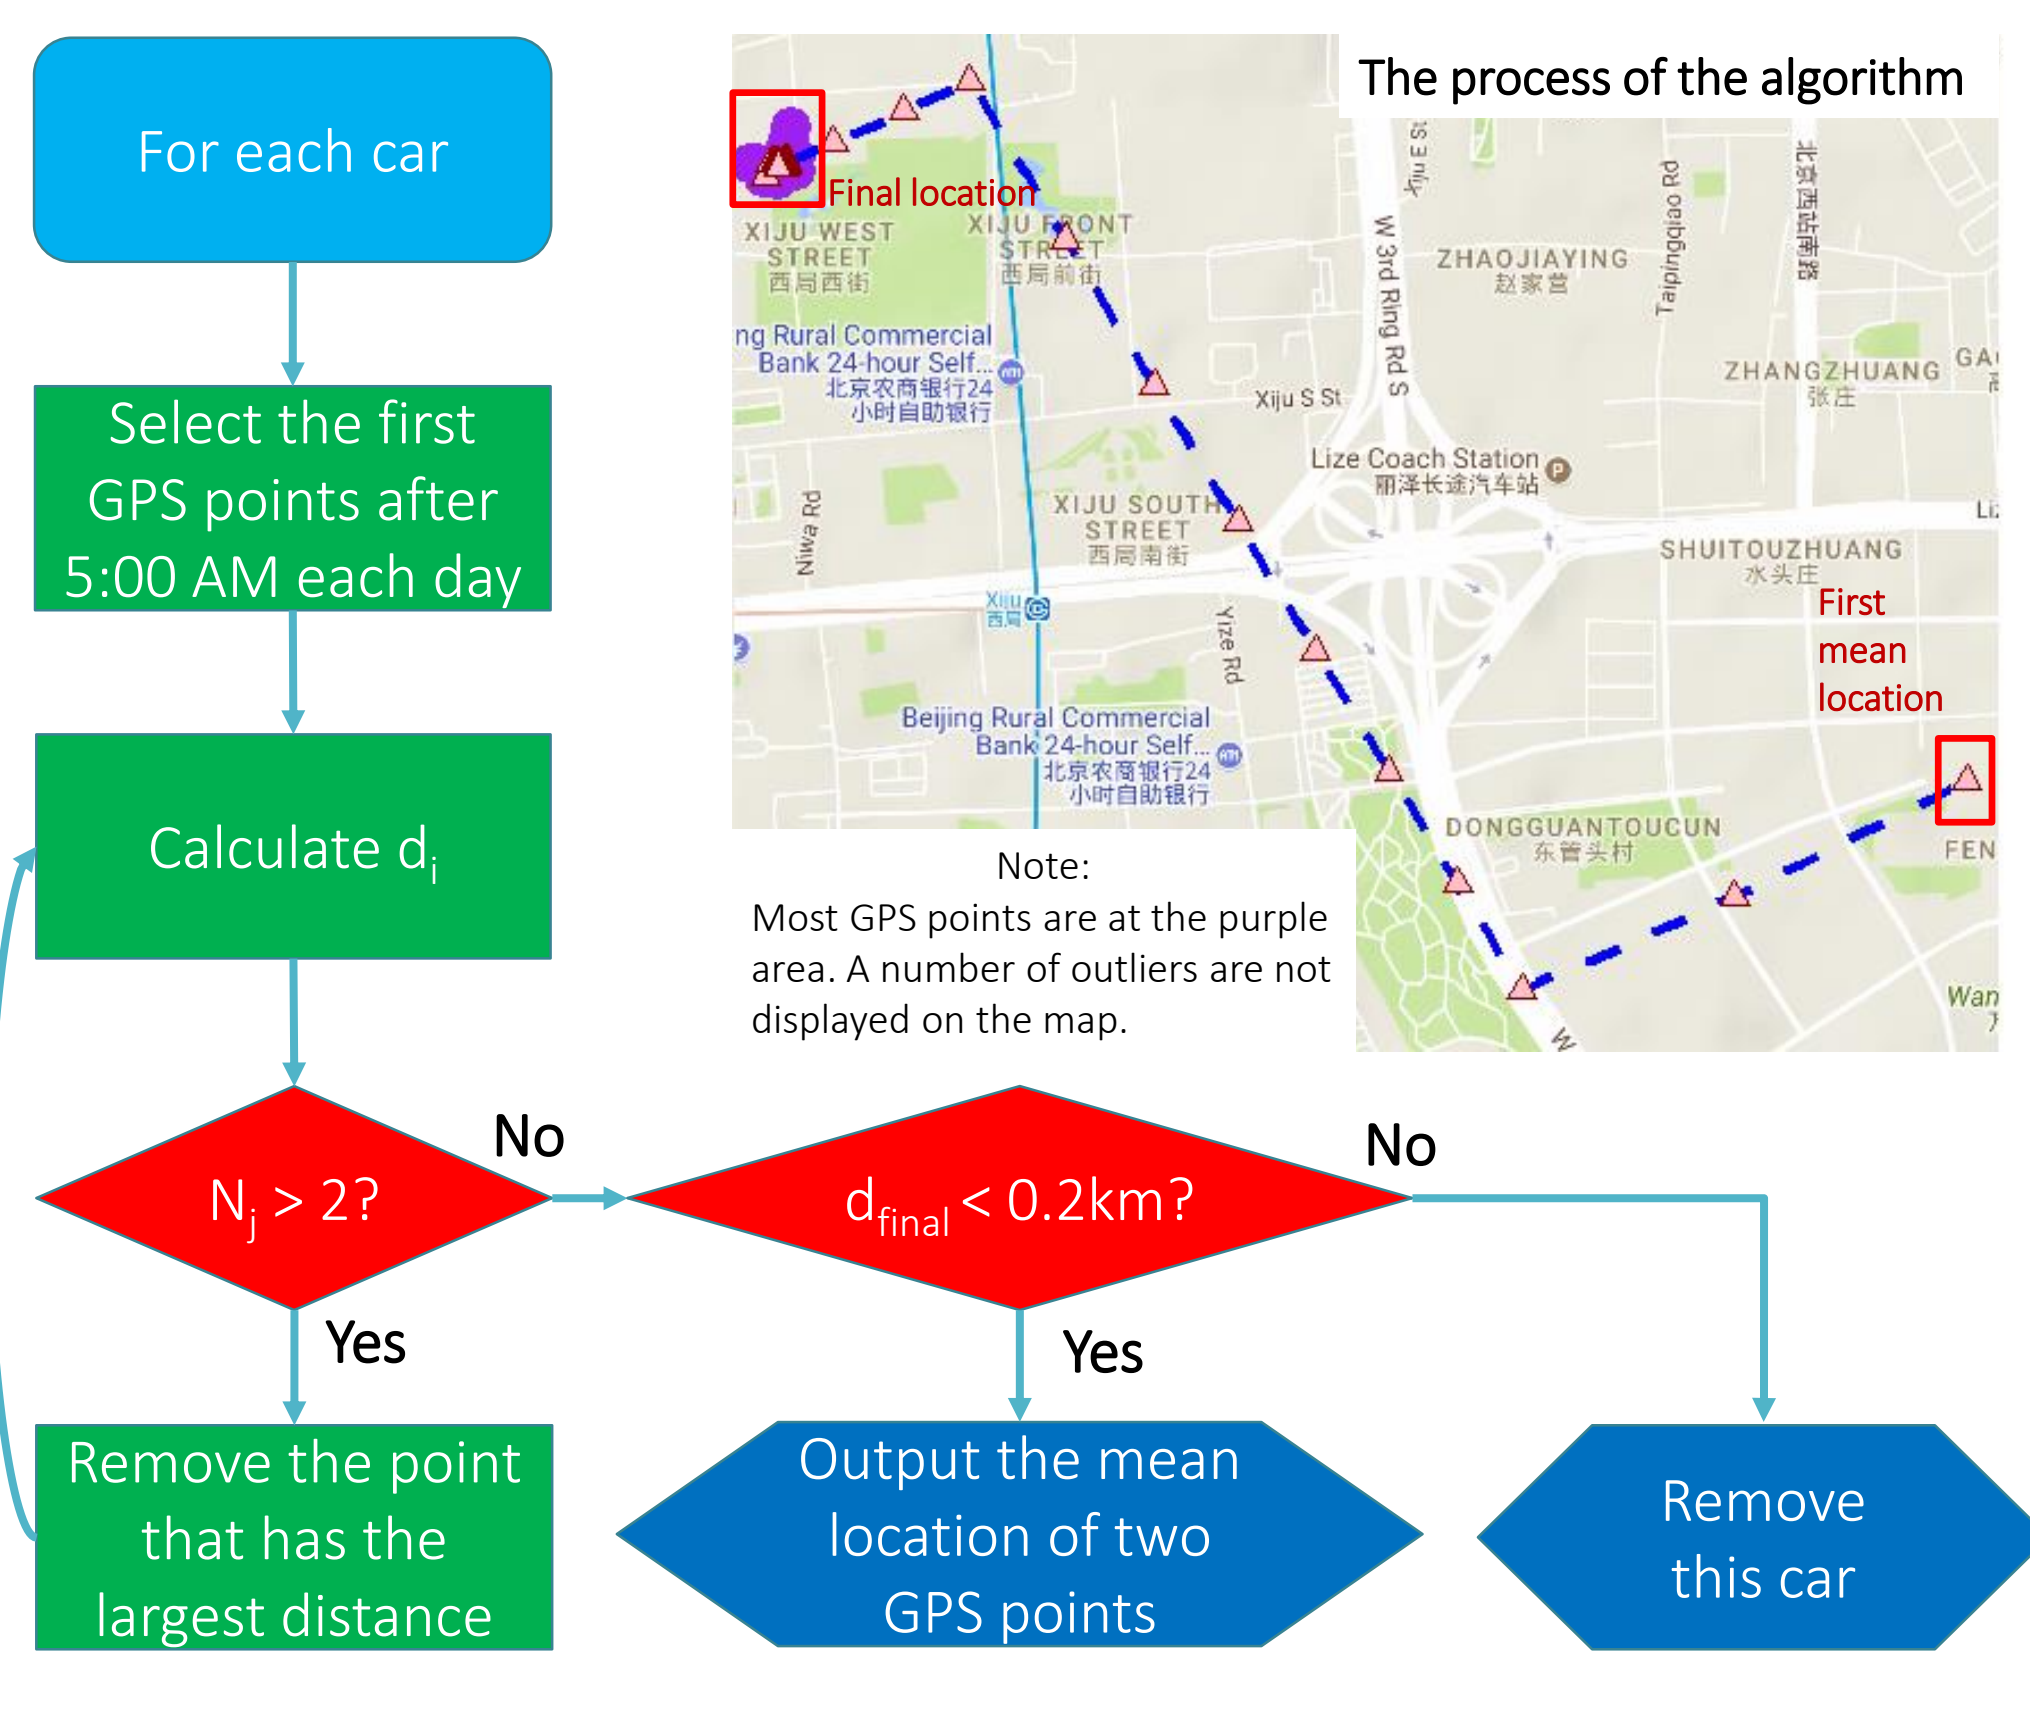 For each car
Select the first
GPS points after
5:00 AM each day
Calculate dᵢ
Nⱼ > 2?
No
Yes
Remove the point
that has the
largest distance
d_final < 0.2km?
No
Yes
Output the mean
location of two
GPS points
Remove
this car
The process of the algorithm
Final location
XIJU WEST
STREET
西局西街
XIJU FRONT
STREET
西局前街
Xiju E St
W 3rd Ring Rd S
ZHAOJIAYING
赵家营
Taipingqiao Rd
北京西站南路
ng Rural Commercial
Bank 24-hour Self...
北京农商银行24
小时自助银行
Xiju S St
ZHANGZHUANG
张庄
GA
Lize Coach Station
丽泽长途汽车站
P
Niwa Rd
XIJU SOUTH
STREET
西局南街
Liz
SHUITOUZHUANG
水头庄
Xiju
西局
Yize Rd
First
mean
location
Beijing Rural Commercial
Bank 24-hour Self...
北京农商银行24
小时自助银行
DONGGUANTOUCUN
东管头村
FEN
Wan
W
Note:
Most GPS points are at the purple
area. A number of outliers are not
displayed on the map.